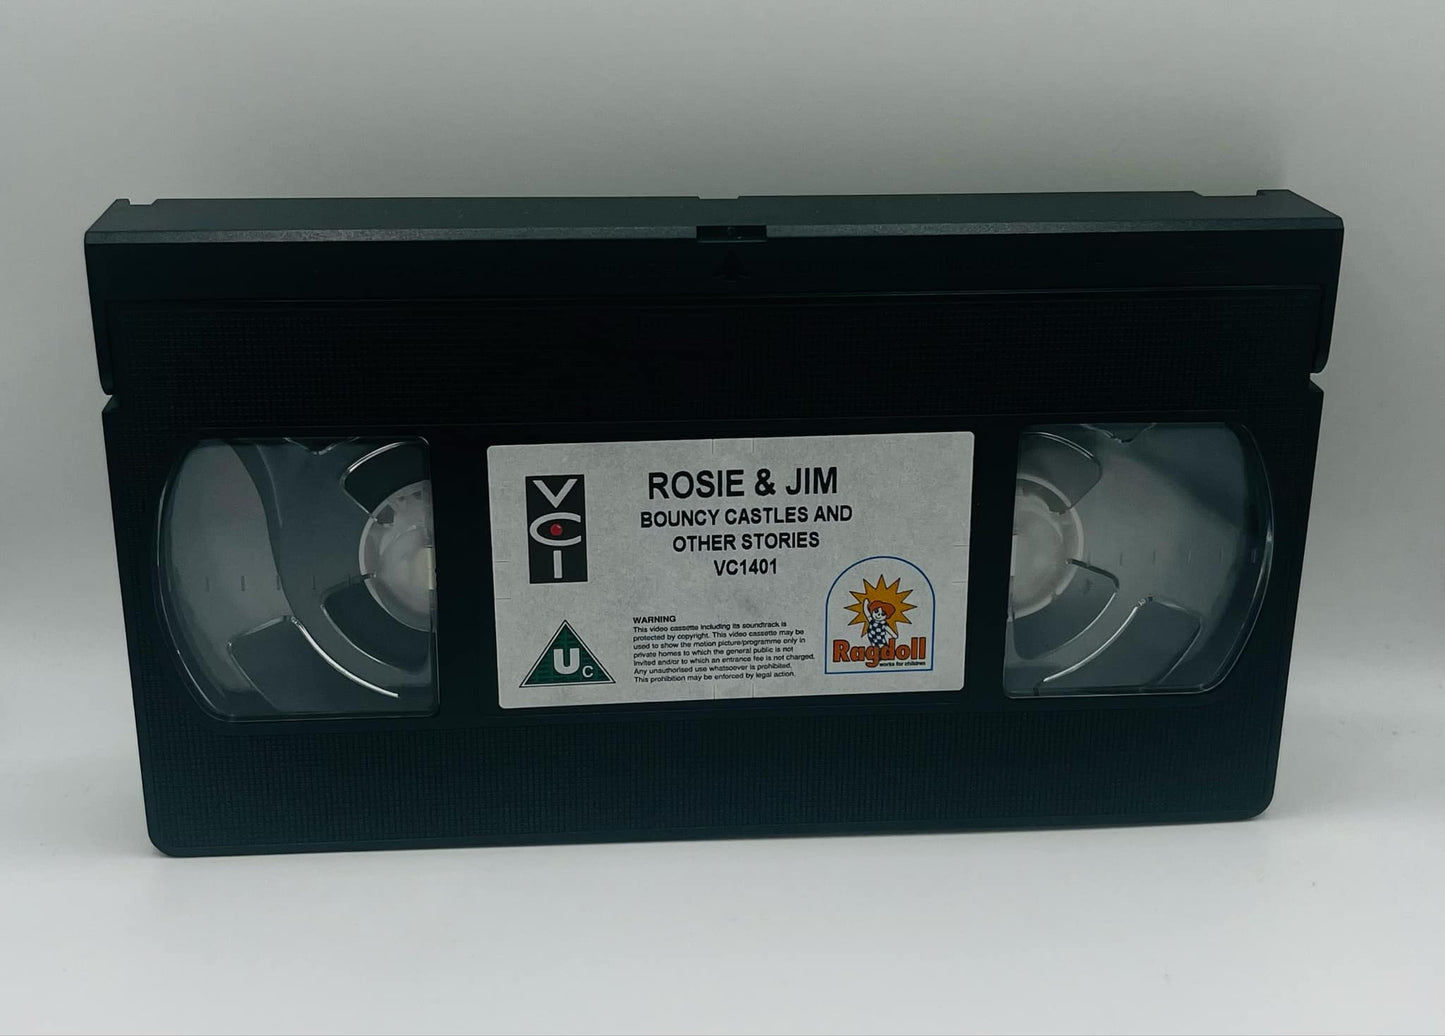 VCI
ROSIE & JIM
BOUNCY CASTLES AND
OTHER STORIES
VC1401
WARNING
This video cassette including its soundtrack is
protected by copyright. This video cassette may be
used to show the motion picture/programme only in
private homes to which the general public is not
invited and/or to which an entrance fee is not charged.
Any unauthorised use whatsoever is prohibited.
This prohibition may be enforced by legal action.
Uc
Ragdoll
works for children